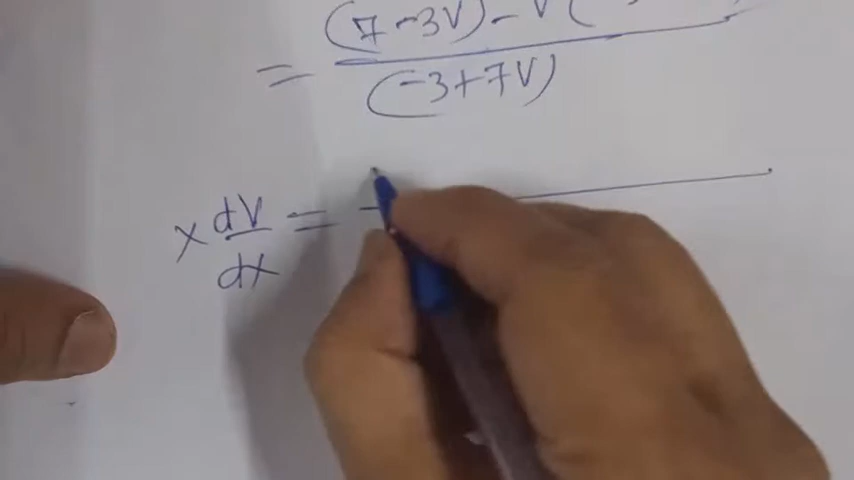 = (7-3V)-V(
(-3+7V)
x dV/dx =